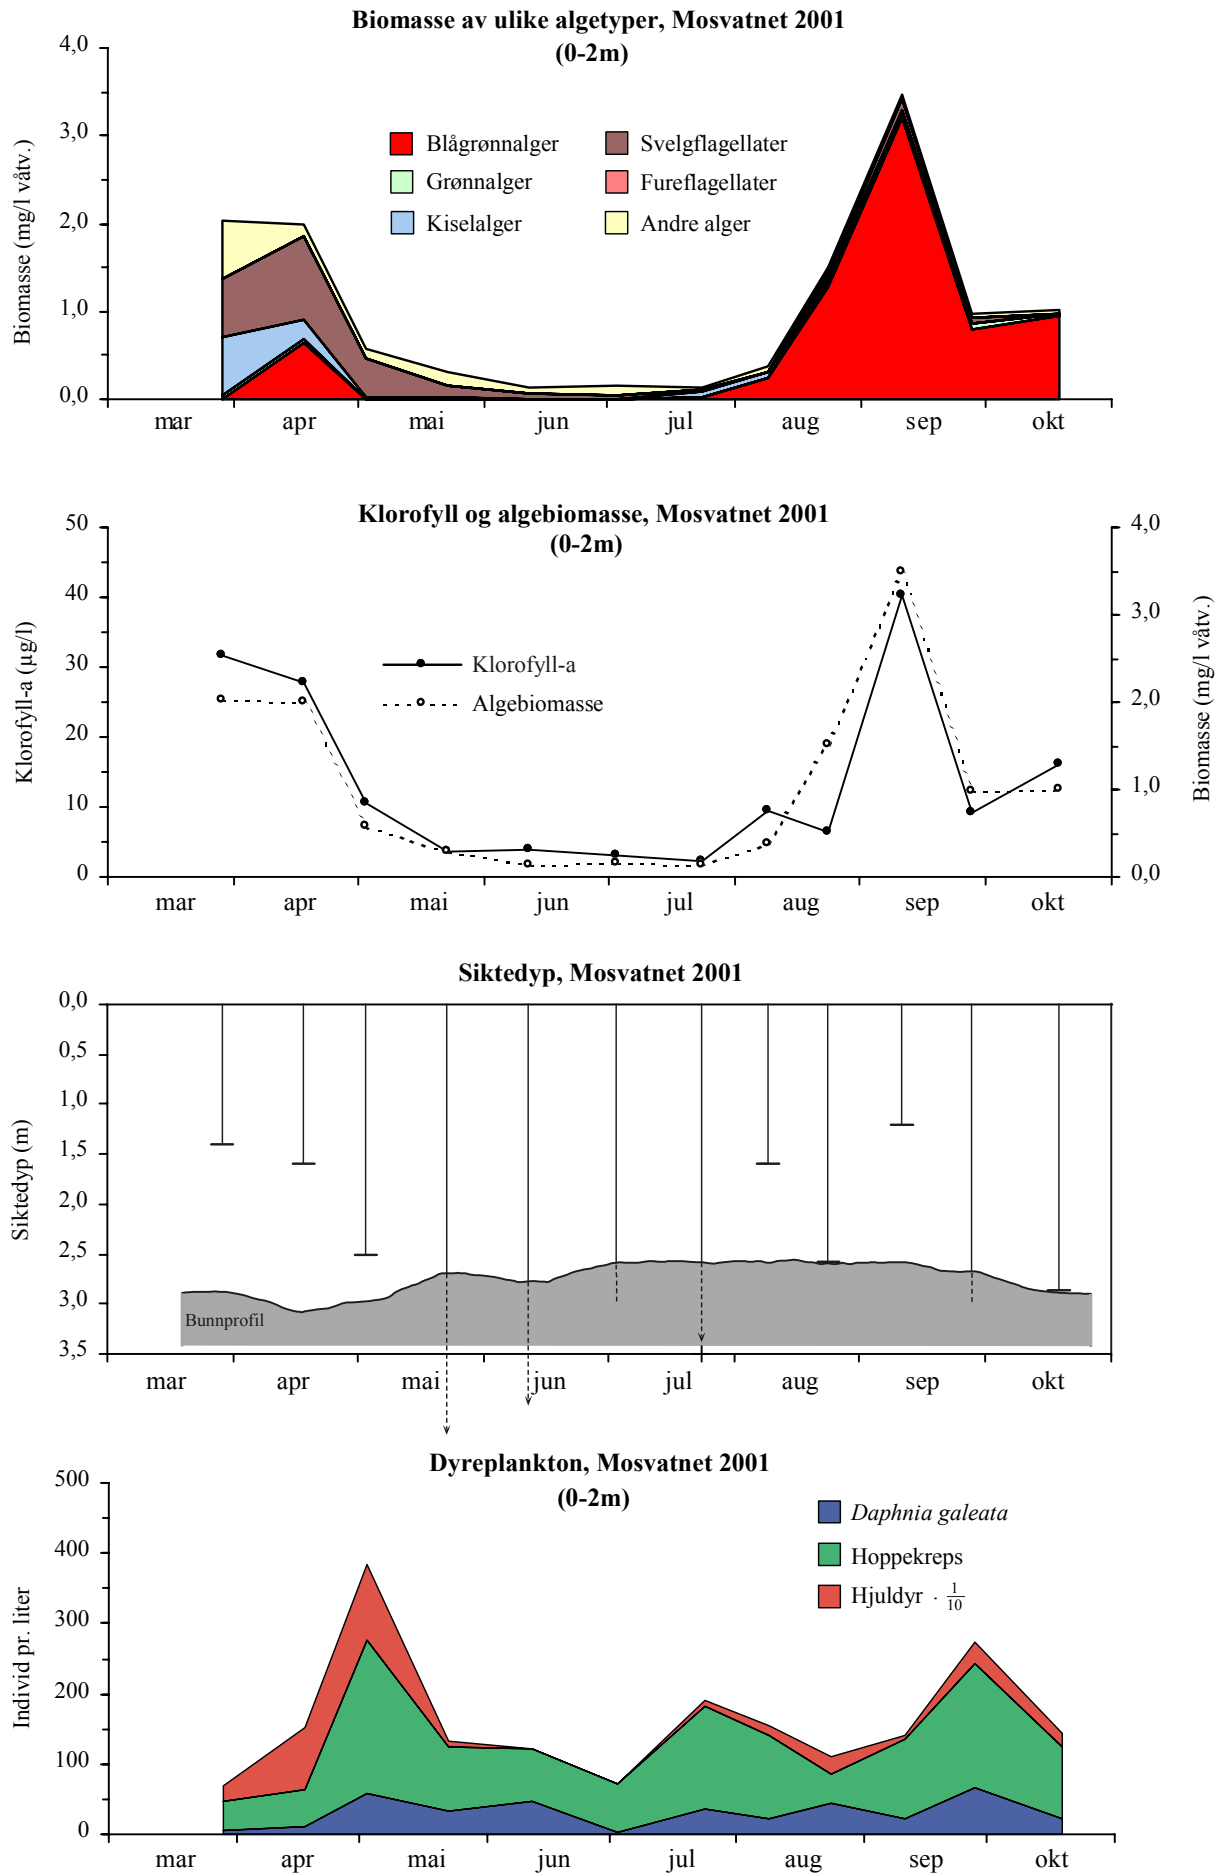 Biomasse av ulike algetyper, Mosvatnet 2001
(0-2m)
4,0
3,0
2,0
1,0
0,0
Biomasse (mg/l våtv.)
Blågrønnalger
Grønnalger
Kiselalger
Svelgflagellater
Fureflagellater
Andre alger
mar apr mai jun jul aug sep okt
Klorofyll og algebiomasse, Mosvatnet 2001
(0-2m)
50
40
30
20
10
0
Klorofyll-a (µg/l)
Klorofyll-a
Algebiomasse
4,0
3,0
2,0
1,0
0,0
Biomasse (mg/l våtv.)
mar apr mai jun jul aug sep okt
Siktedyp, Mosvatnet 2001
0,0
0,5
1,0
1,5
2,0
2,5
3,0
3,5
Siktedyp (m)
Bunnprofil
mar apr mai jun jul aug sep okt
Dyreplankton, Mosvatnet 2001
(0-2m)
500
400
300
200
100
0
Individ pr. liter
Daphnia galeata
Hoppekreps
Hjuldyr · 1/10
mar apr mai jun jul aug sep okt